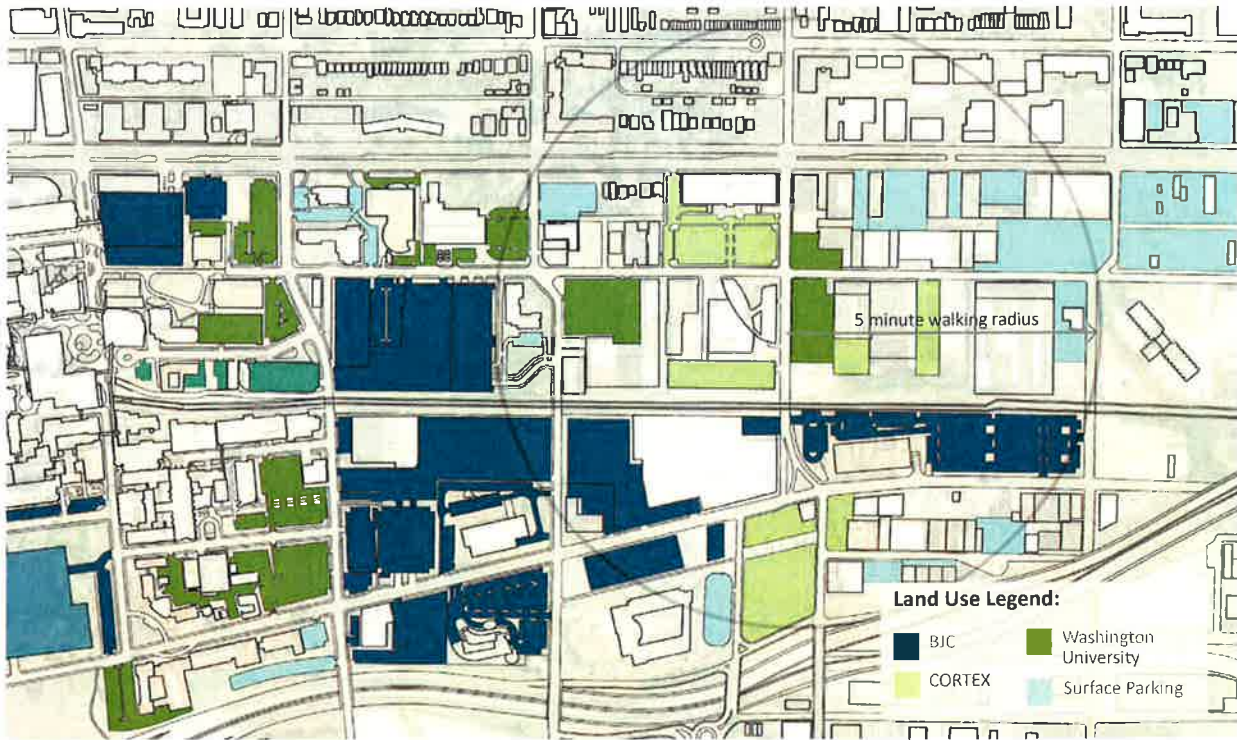 5 minute walking radius
Land Use Legend:
BJC
Washington
University
CORTEX
Surface Parking